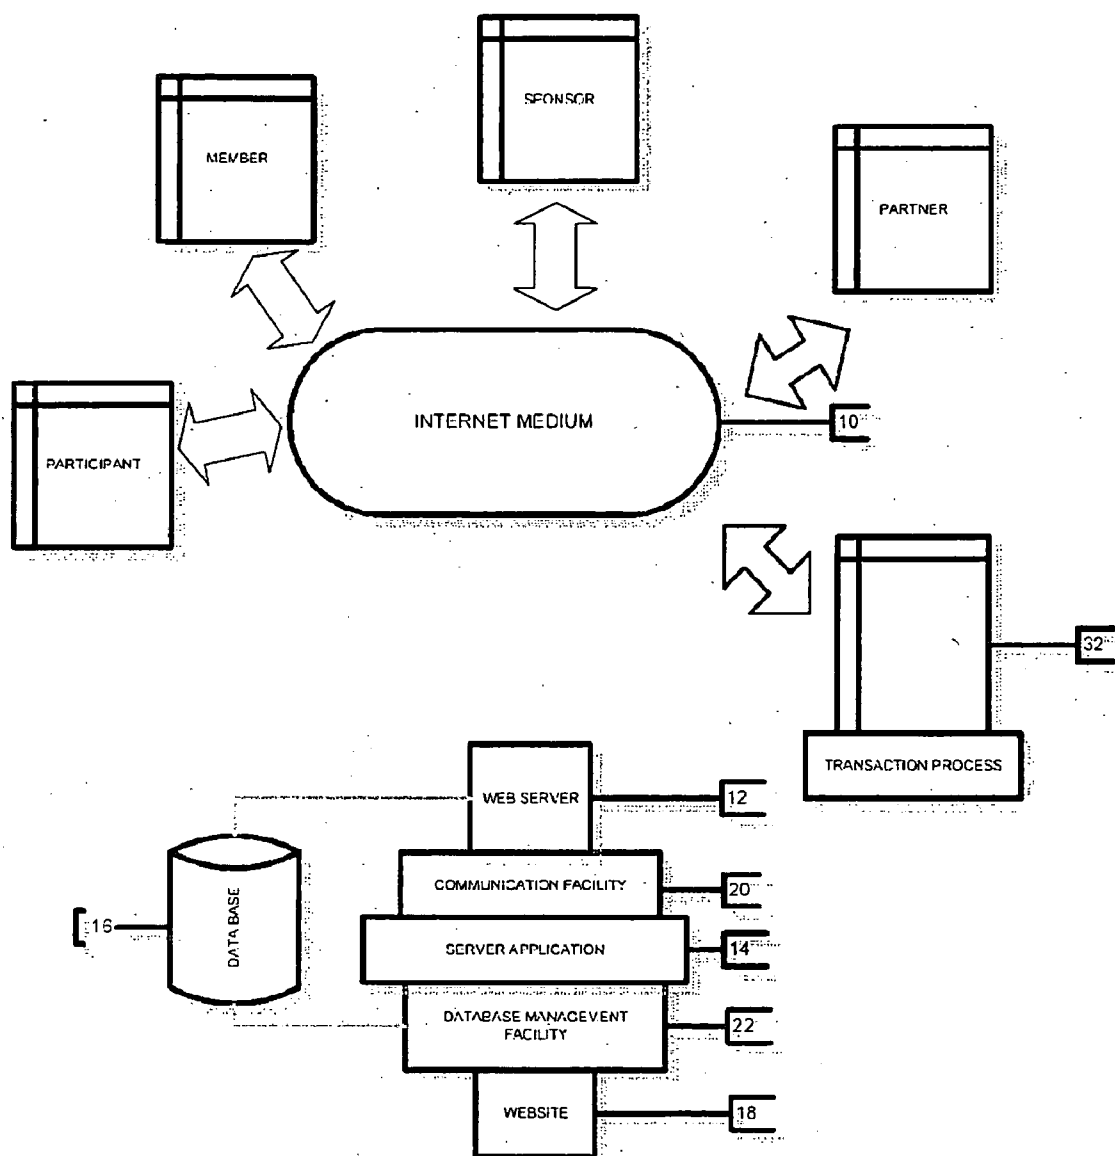 SPONSOR
MEMBER
PARTNER
INTERNET MEDIUM
10
PARTICIPANT
32
TRANSACTION PROCESS
WEB SERVER
12
COMMUNICATION FACILITY
20
DATA BASE
16
SERVER APPLICATION
14
DATABASE MANAGEMENT
FACILITY
22
WEBSITE
18